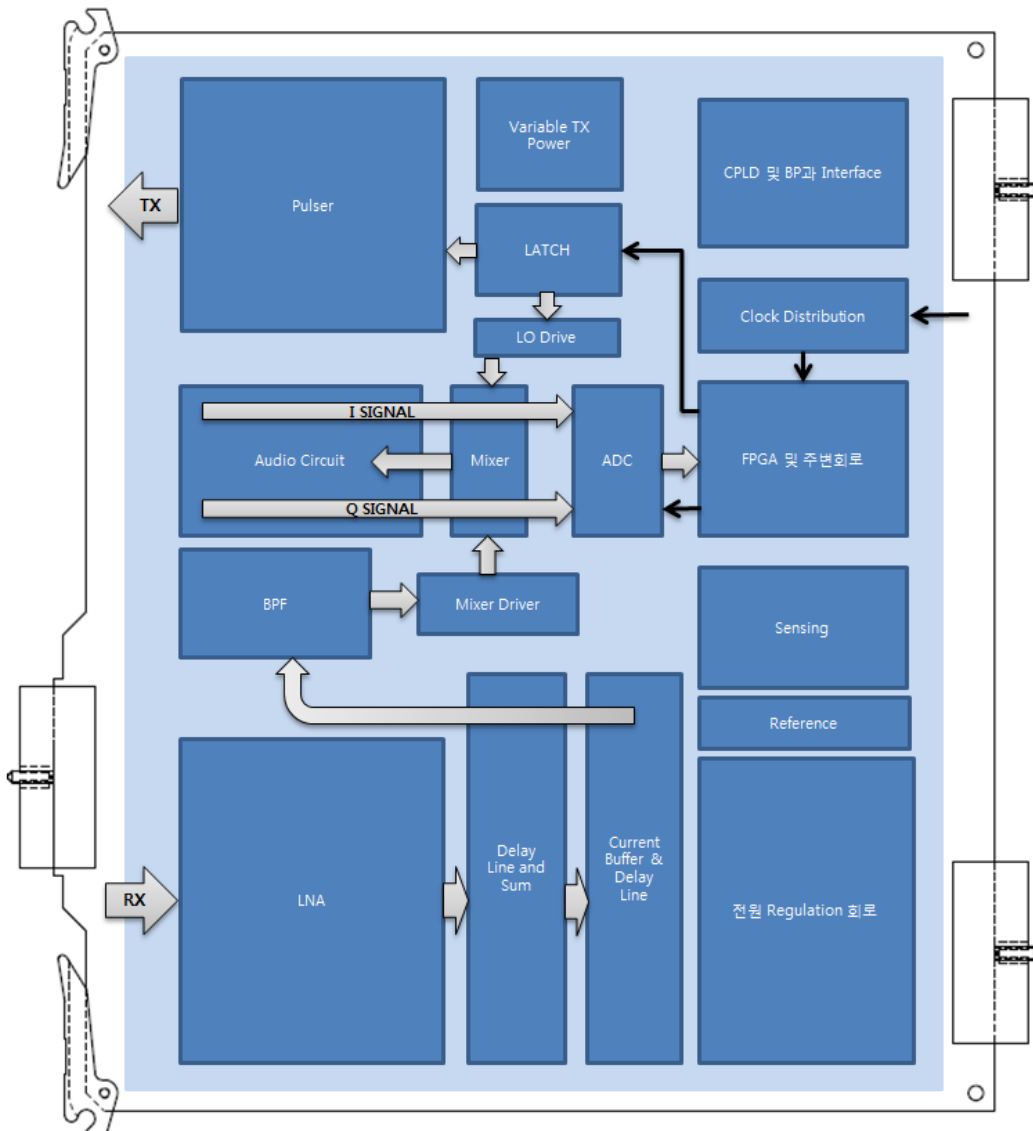 Variable TX
Power
CPLD 및 BP과 Interface
TX
Pulser
LATCH
Clock Distribution
LO Drive
I SIGNAL
Audio Circuit
Mixer
ADC
FPGA 및 주변회로
Q SIGNAL
BPF
Mixer Driver
Sensing
Reference
RX
LNA
Delay
Line and
Sum
Current
Buffer &
Delay
Line
전원 Regulation 회로